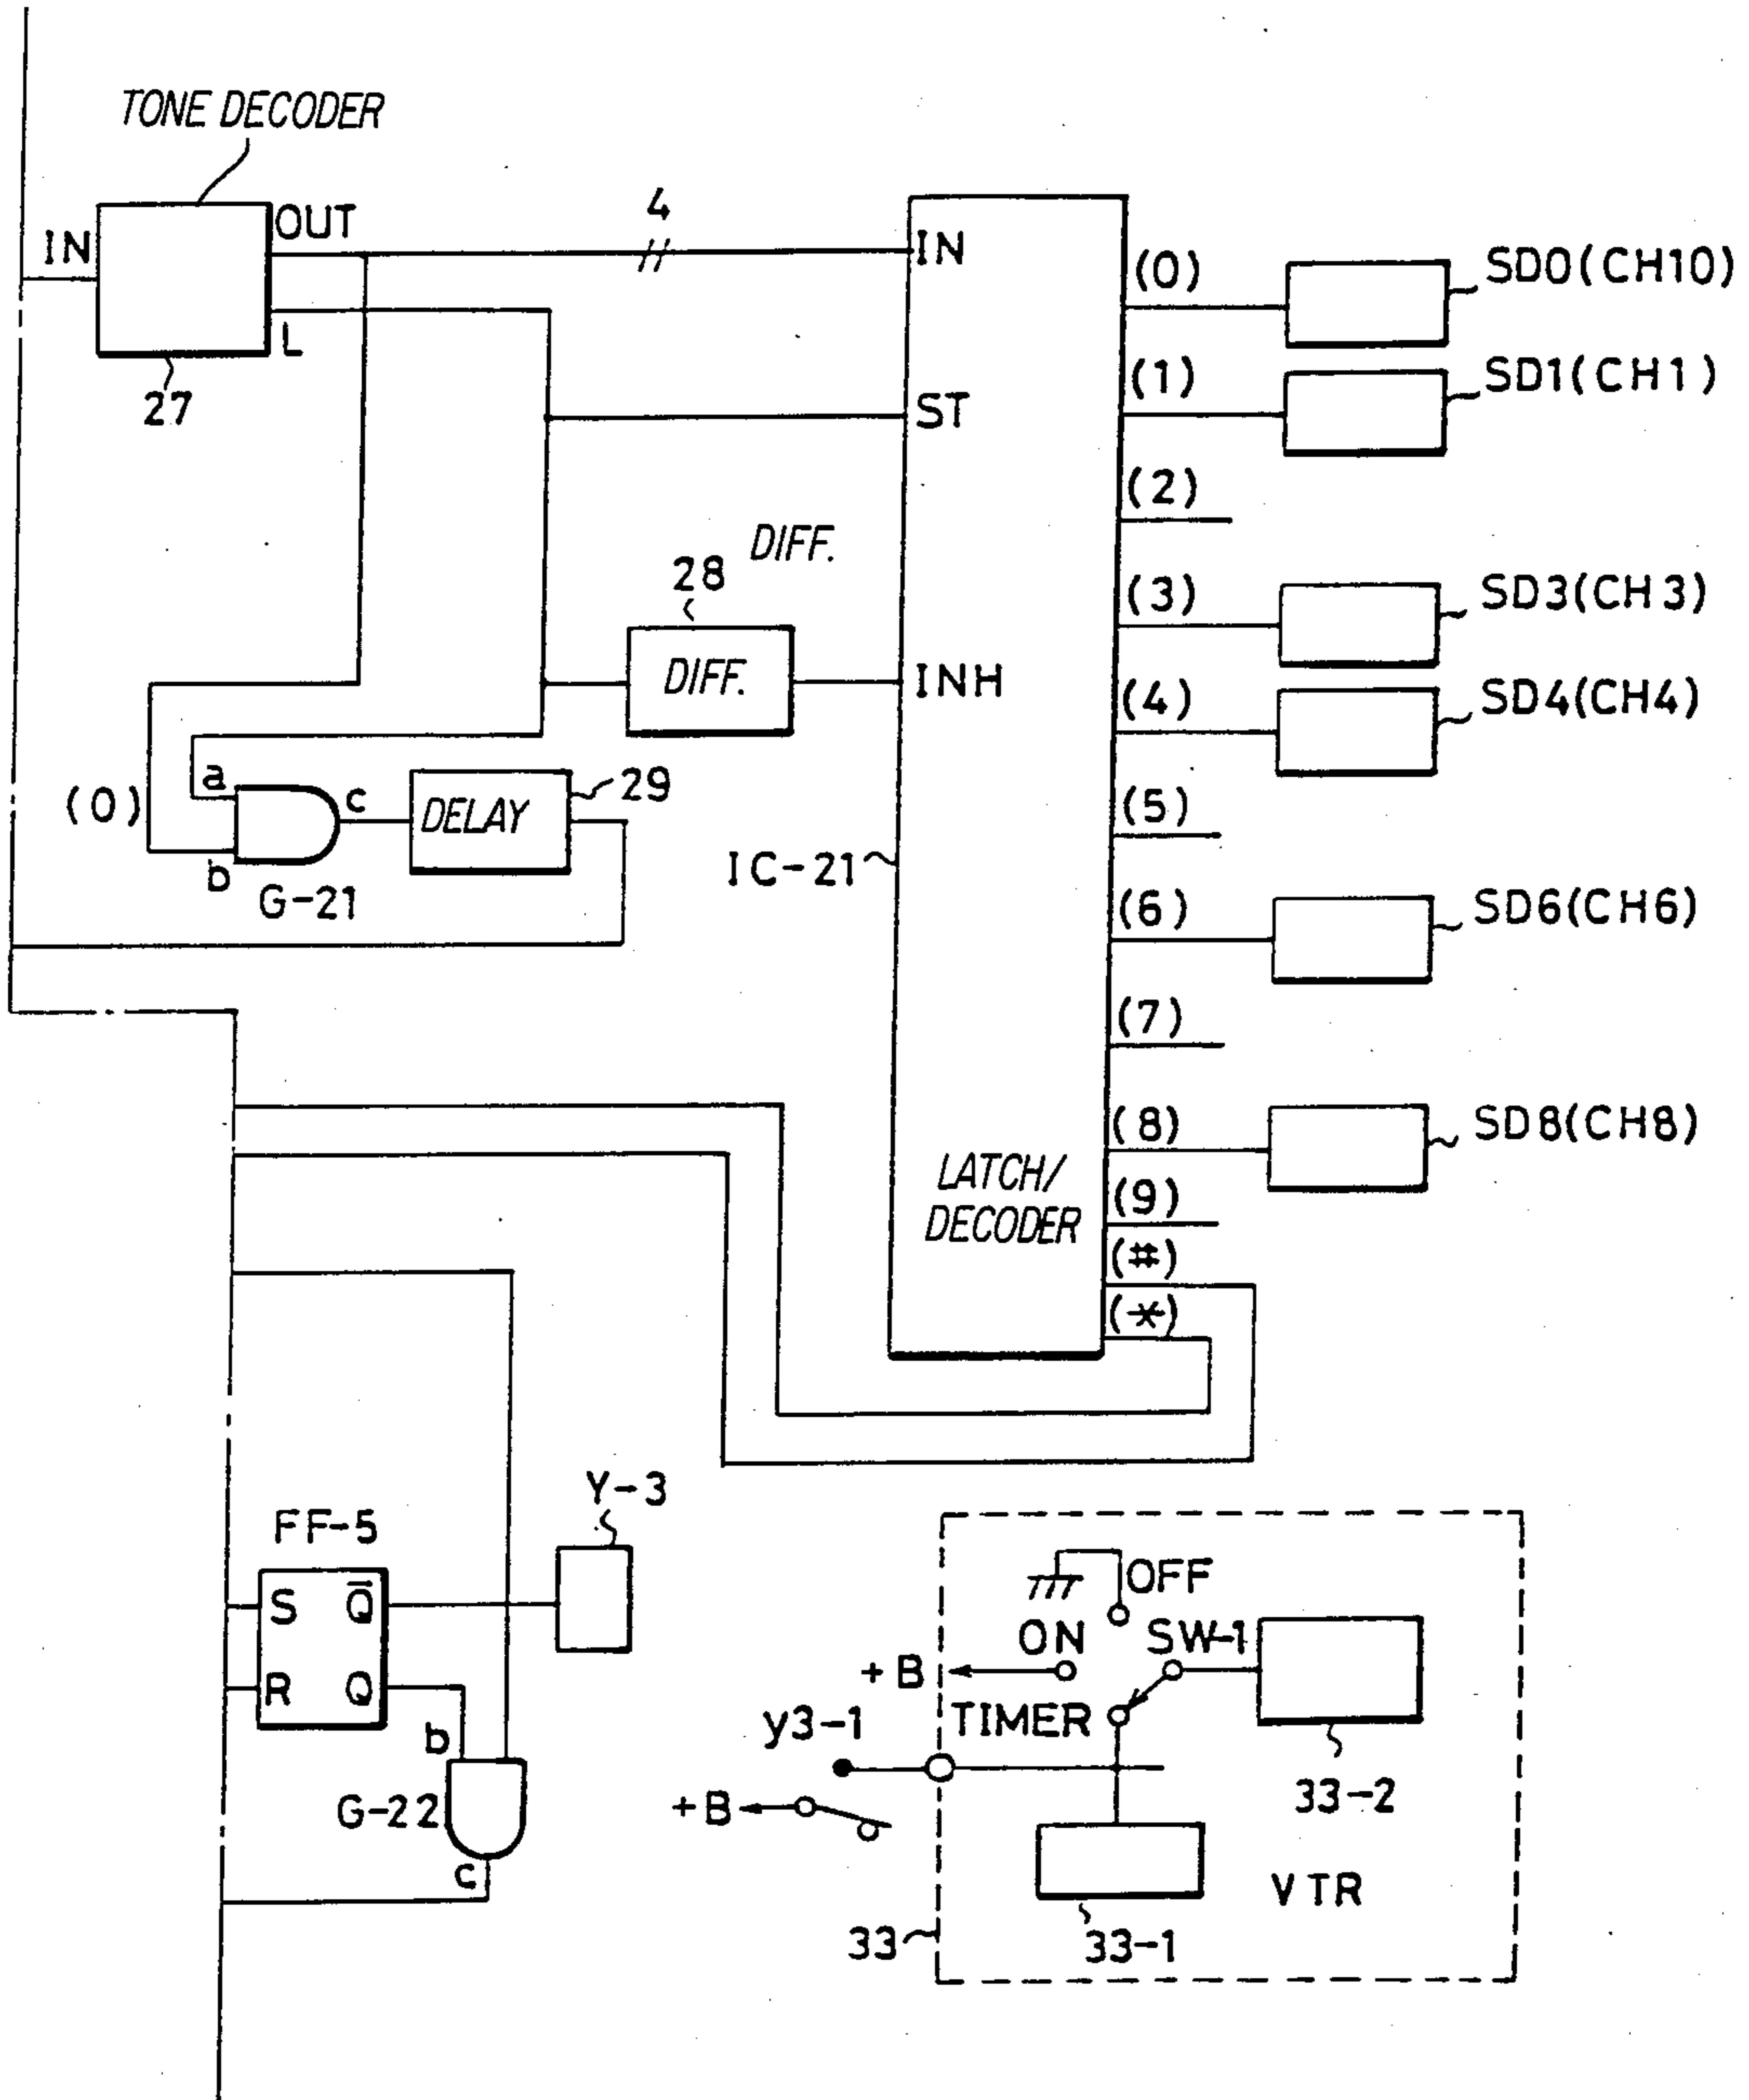 TONE DECODER
IN
OUT
L
27
4
IN
ST
INH
(0)
SD0(CH10)
(1)
SD1(CH1)
(2)
DIFF.
28
DIFF.
(3)
SD3(CH3)
(4)
SD4(CH4)
(0)
a
b
c
G-21
DELAY
29
IC-21
(5)
(6)
SD6(CH6)
(7)
(8)
SD8(CH8)
LATCH/
DECODER
(9)
(#)
(*)
Y-3
FF-5
S
Q̅
R
Q
b
G-22
c
OFF
ON
SW-1
+B
TIMER
y3-1
+B
33-2
VTR
33
33-1